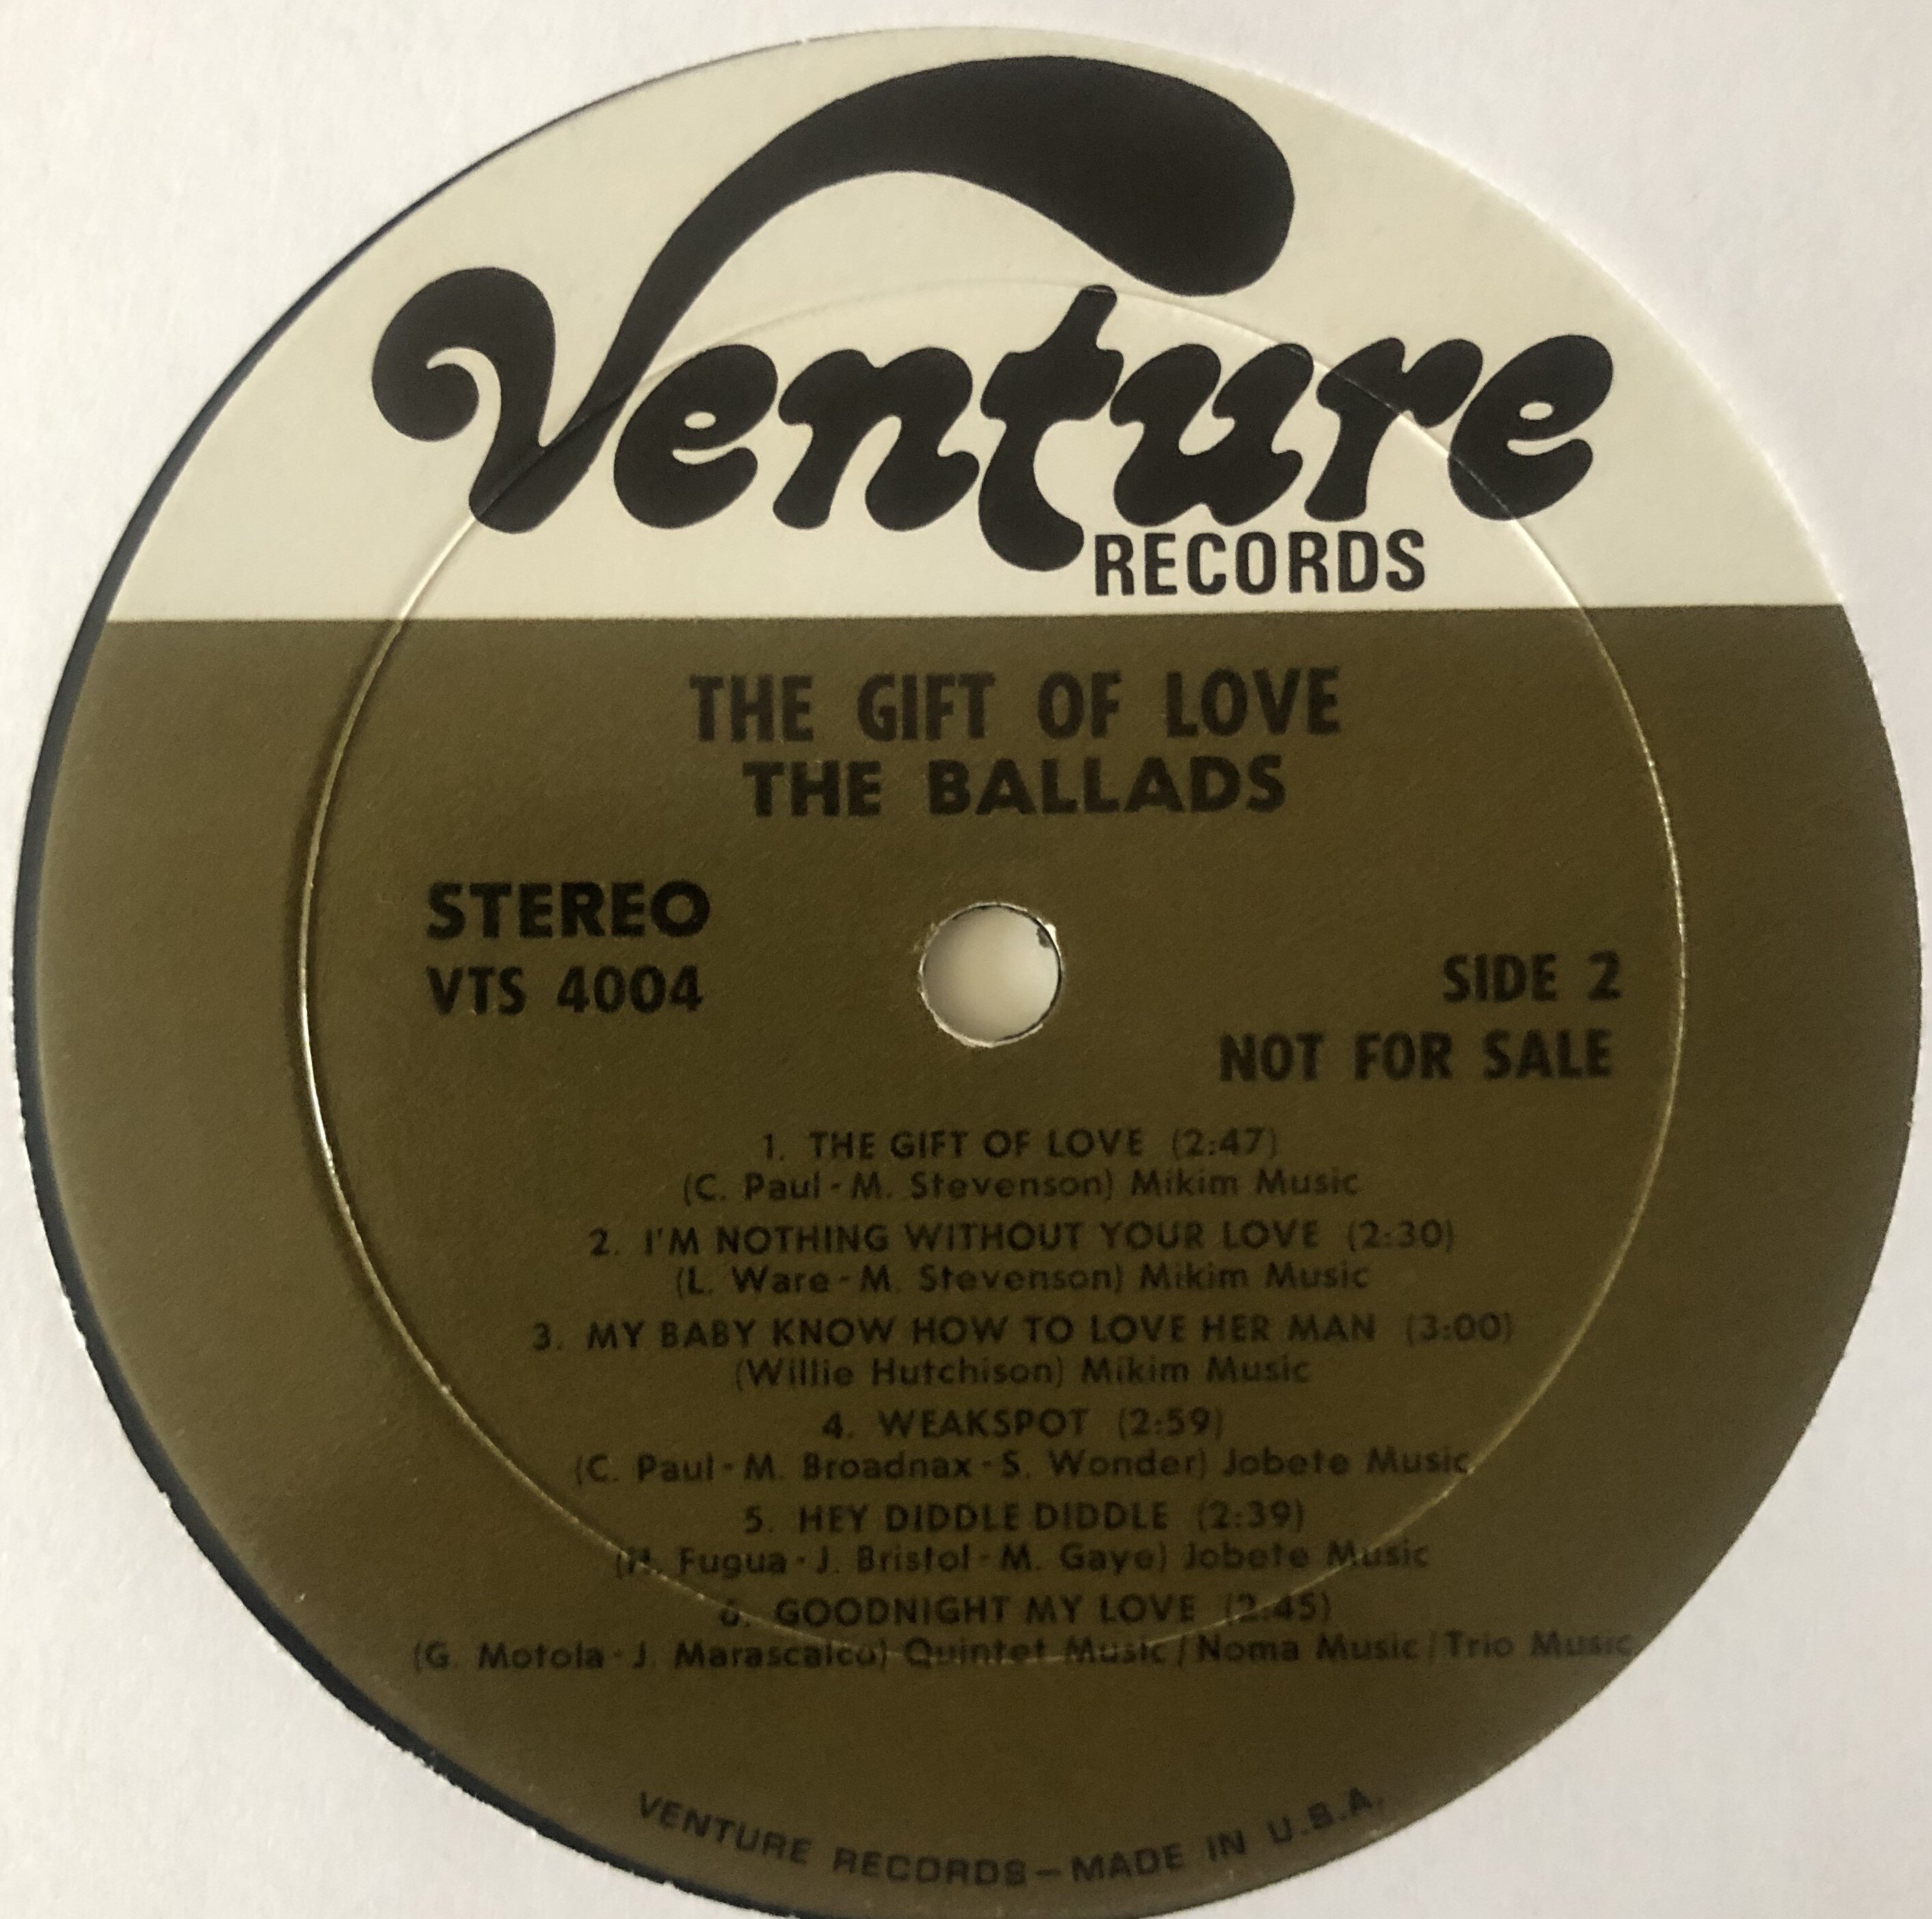 Venture
RECORDS
THE GIFT OF LOVE
THE BALLADS
STEREO
VTS 4004
SIDE 2
NOT FOR SALE
1. THE GIFT OF LOVE (2:47)
(C. Paul - M. Stevenson) Mikim Music
2. I'M NOTHING WITHOUT YOUR LOVE (2:30)
(L. Ware - M. Stevenson) Mikim Music
3. MY BABY KNOW HOW TO LOVE HER MAN (3:00)
(Willie Hutchison) Mikim Music
4. WEAKSPOT (2:59)
(C. Paul - M. Broadnax - S. Wonder) Jobete Music
5. HEY DIDDLE DIDDLE (2:39)
(H. Fuqua - J. Bristol - M. Gaye) Jobete Music
6. GOODNIGHT MY LOVE (2:45)
(G. Motola - J. Marascalco) Quintet Music / Noma Music / Trio Music
VENTURE RECORDS — MADE IN U.S.A.